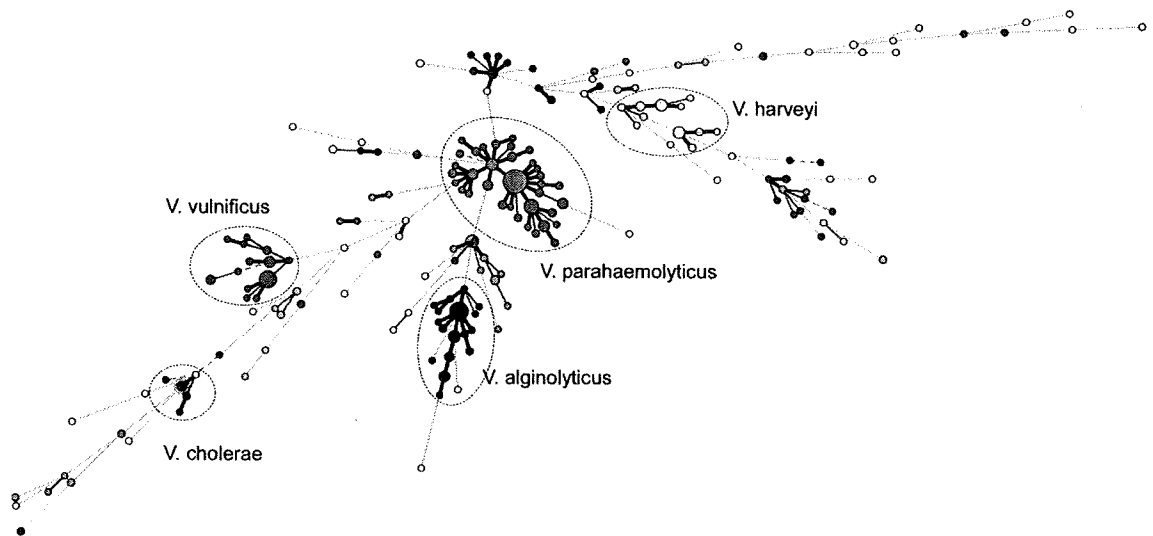 V. harveyi
V. vulnificus
V. parahaemolyticus
V. alginolyticus
V. cholerae